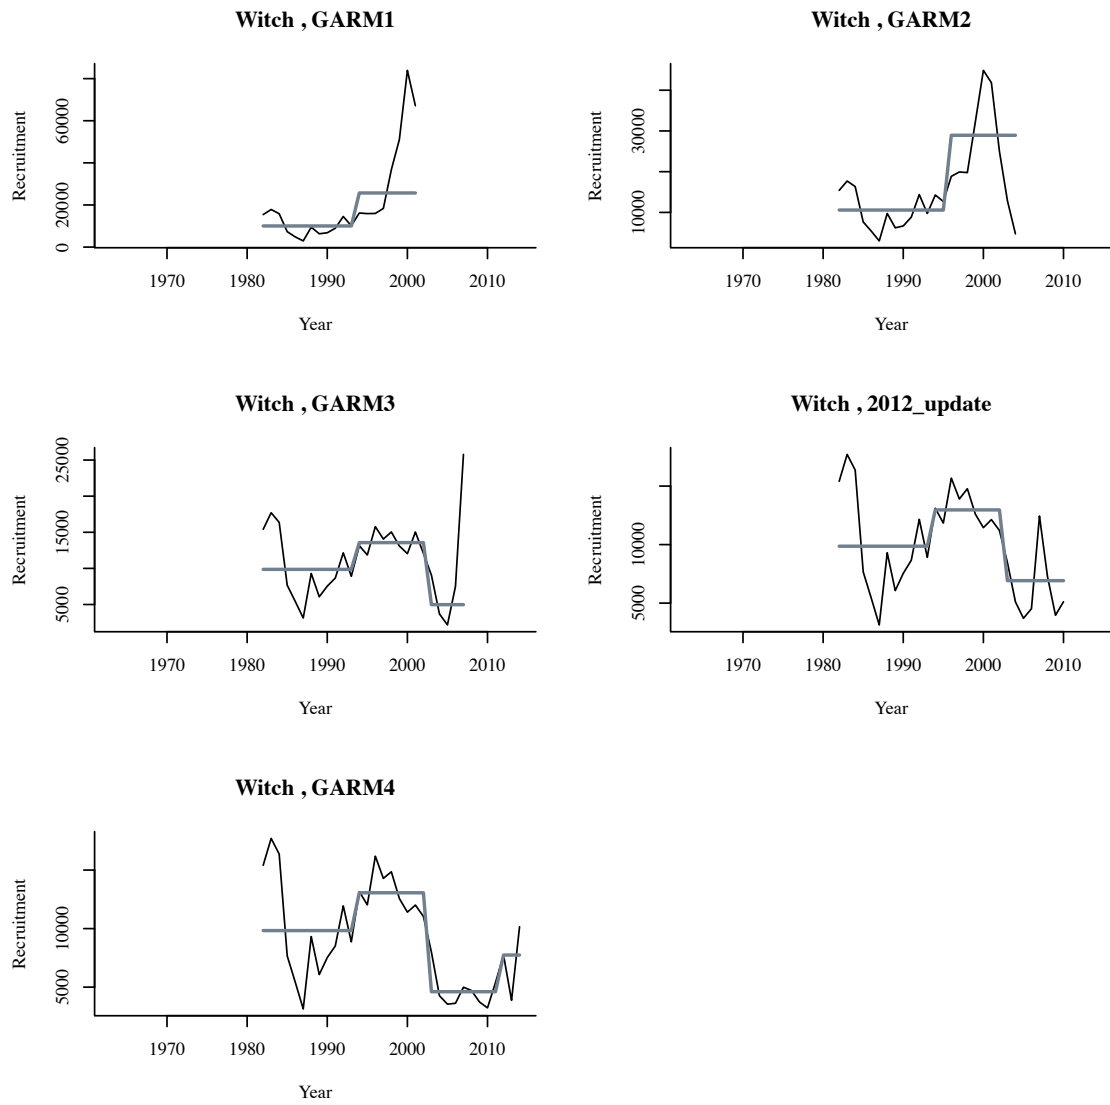 Witch , GARM1
Recruitment
60000
20000
0
1970 1980 1990 2000 2010
Year
Witch , GARM2
Recruitment
30000
10000
1970 1980 1990 2000 2010
Year
Witch , GARM3
Recruitment
25000
15000
5000
1970 1980 1990 2000 2010
Year
Witch , 2012_update
Recruitment
10000
5000
1970 1980 1990 2000 2010
Year
Witch , GARM4
Recruitment
10000
5000
1970 1980 1990 2000 2010
Year